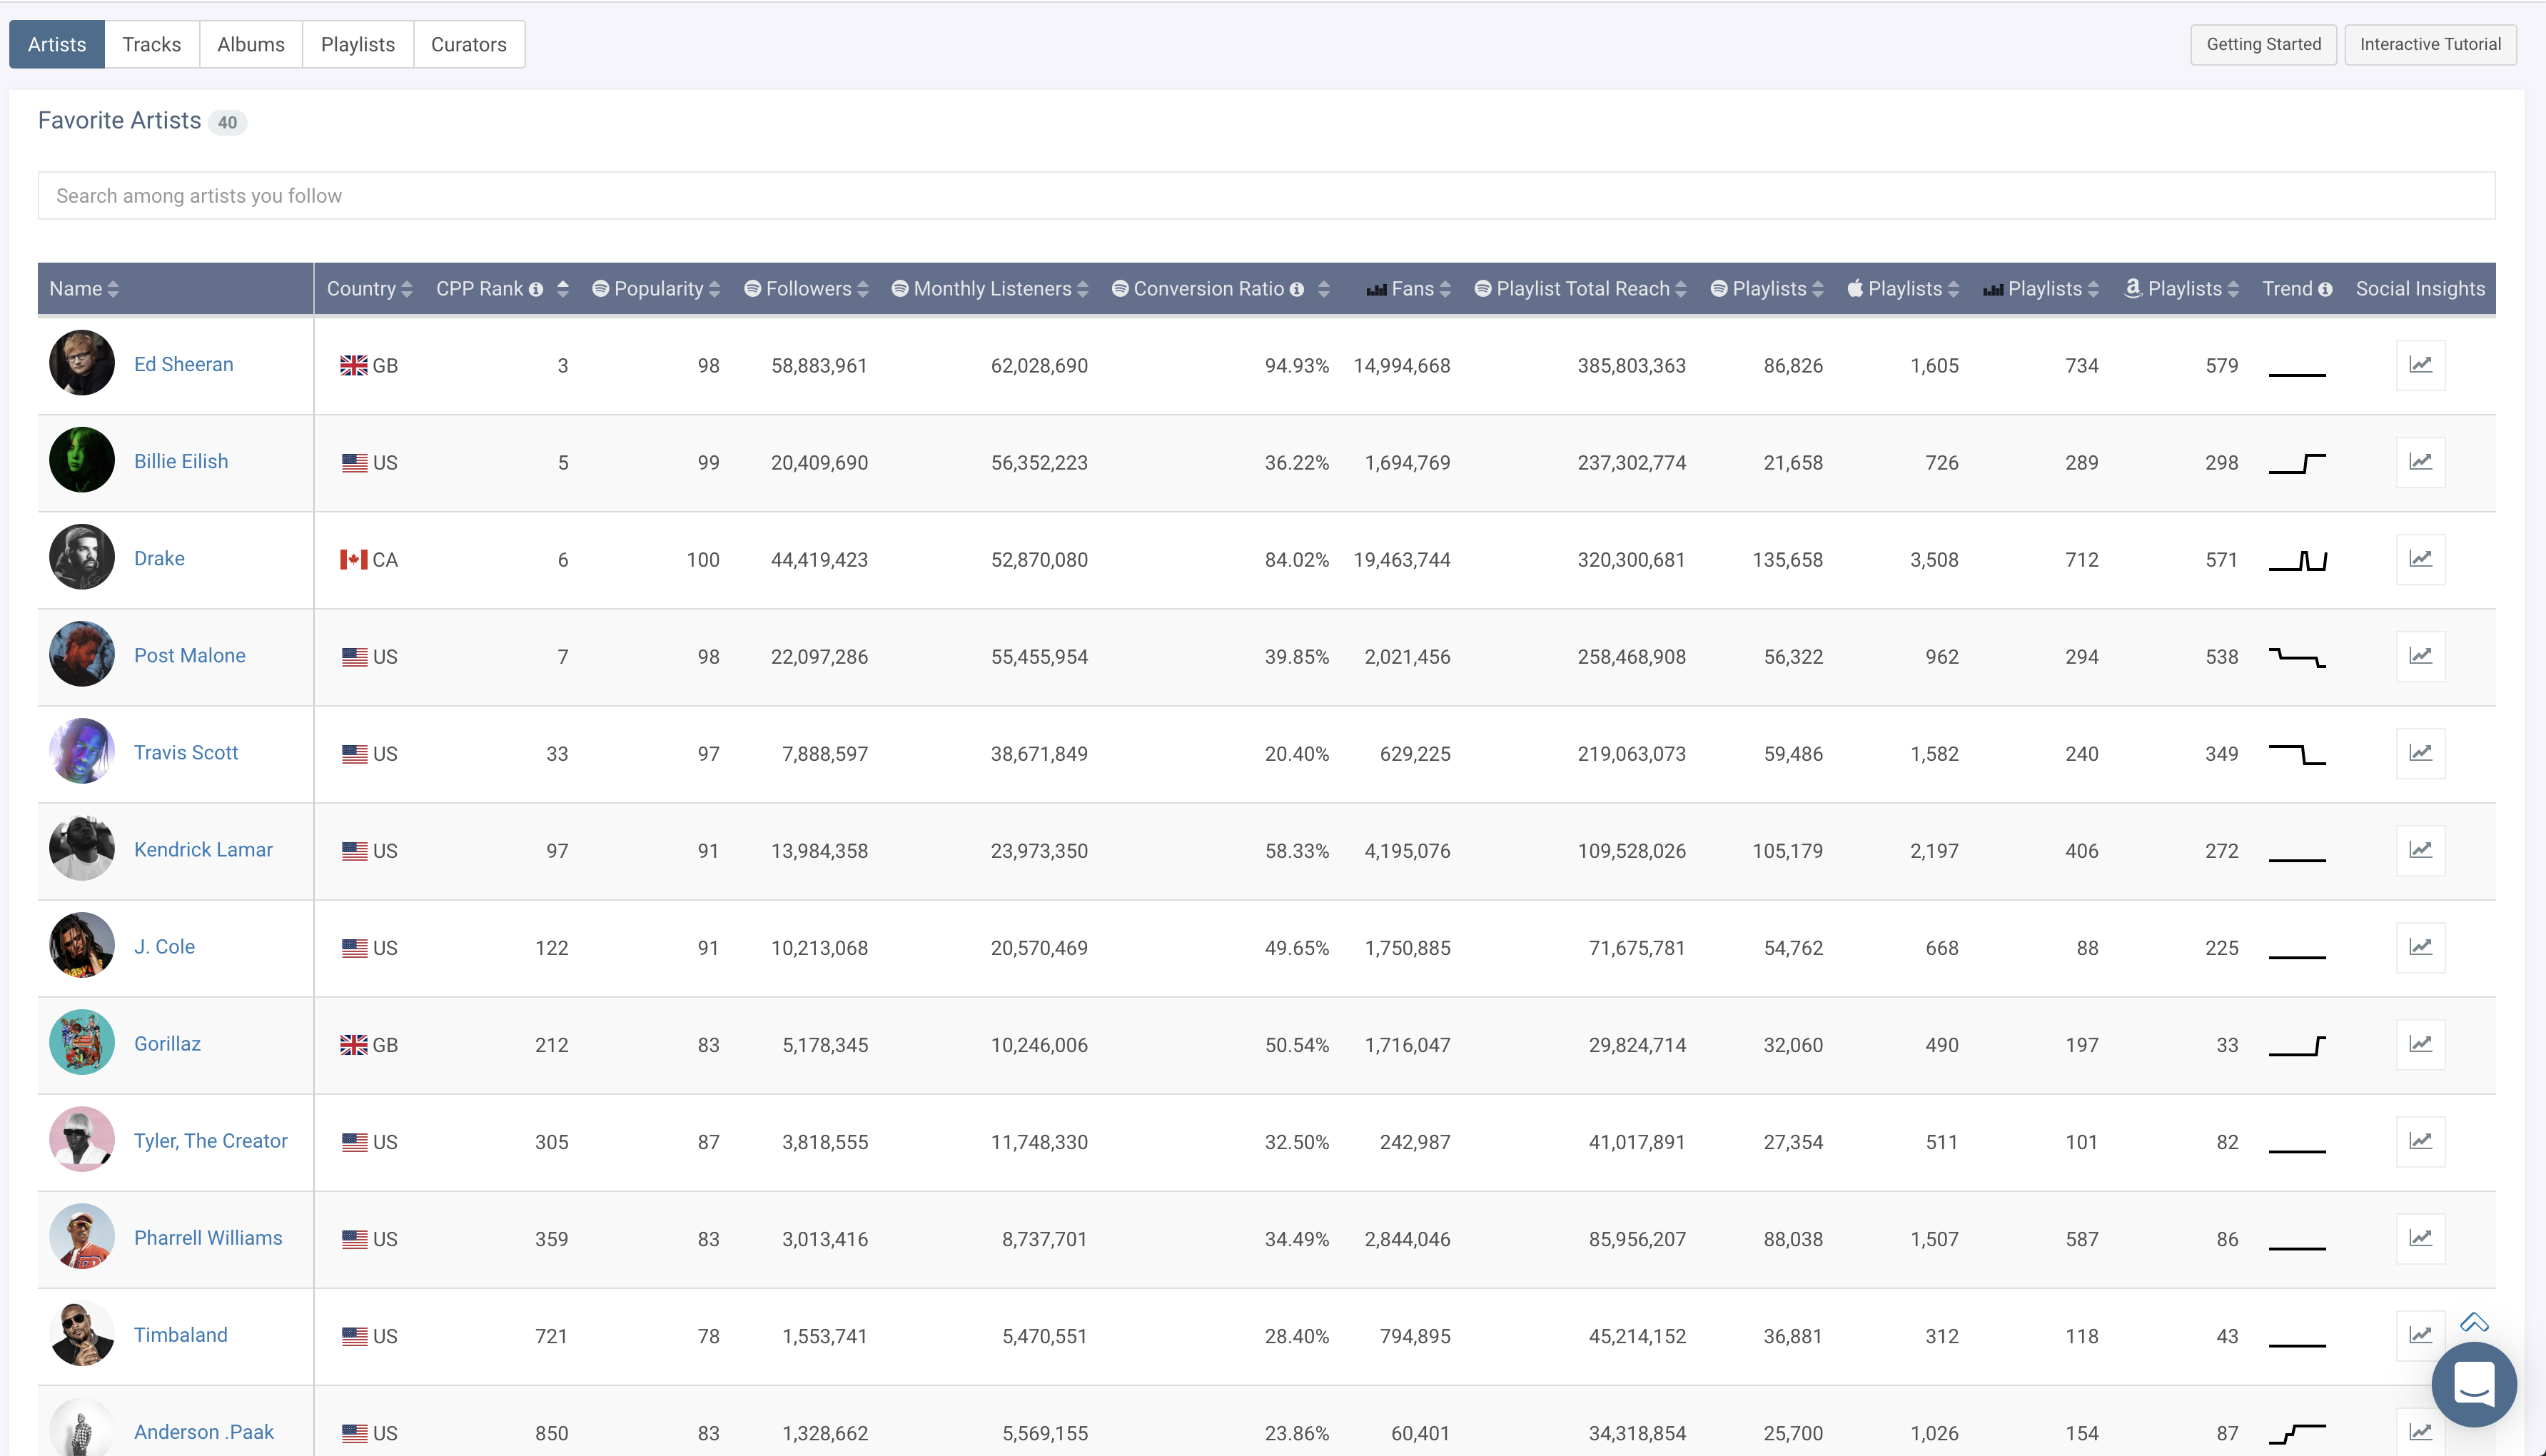 Artists Tracks Albums Playlists Curators Getting Started Interactive Tutorial
Favorite Artists 40
Search among artists you follow
Name Country CPP Rank Popularity Followers Monthly Listeners Conversion Ratio Fans Playlist Total Reach Playlists Playlists Playlists Playlists Trend Social Insights
Ed Sheeran GB 3 98 58,883,961 62,028,690 94.93% 14,994,668 385,803,363 86,826 1,605 734 579
Billie Eilish US 5 99 20,409,690 56,352,223 36.22% 1,694,769 237,302,774 21,658 726 289 298
Drake CA 6 100 44,419,423 52,870,080 84.02% 19,463,744 320,300,681 135,658 3,508 712 571
Post Malone US 7 98 22,097,286 55,455,954 39.85% 2,021,456 258,468,908 56,322 962 294 538
Travis Scott US 33 97 7,888,597 38,671,849 20.40% 629,225 219,063,073 59,486 1,582 240 349
Kendrick Lamar US 97 91 13,984,358 23,973,350 58.33% 4,195,076 109,528,026 105,179 2,197 406 272
J. Cole US 122 91 10,213,068 20,570,469 49.65% 1,750,885 71,675,781 54,762 668 88 225
Gorillaz GB 212 83 5,178,345 10,246,006 50.54% 1,716,047 29,824,714 32,060 490 197 33
Tyler, The Creator US 305 87 3,818,555 11,748,330 32.50% 242,987 41,017,891 27,354 511 101 82
Pharrell Williams US 359 83 3,013,416 8,737,701 34.49% 2,844,046 85,956,207 88,038 1,507 587 86
Timbaland US 721 78 1,553,741 5,470,551 28.40% 794,895 45,214,152 36,881 312 118 43
Anderson .Paak US 850 83 1,328,662 5,569,155 23.86% 60,401 34,318,854 25,700 1,026 154 87